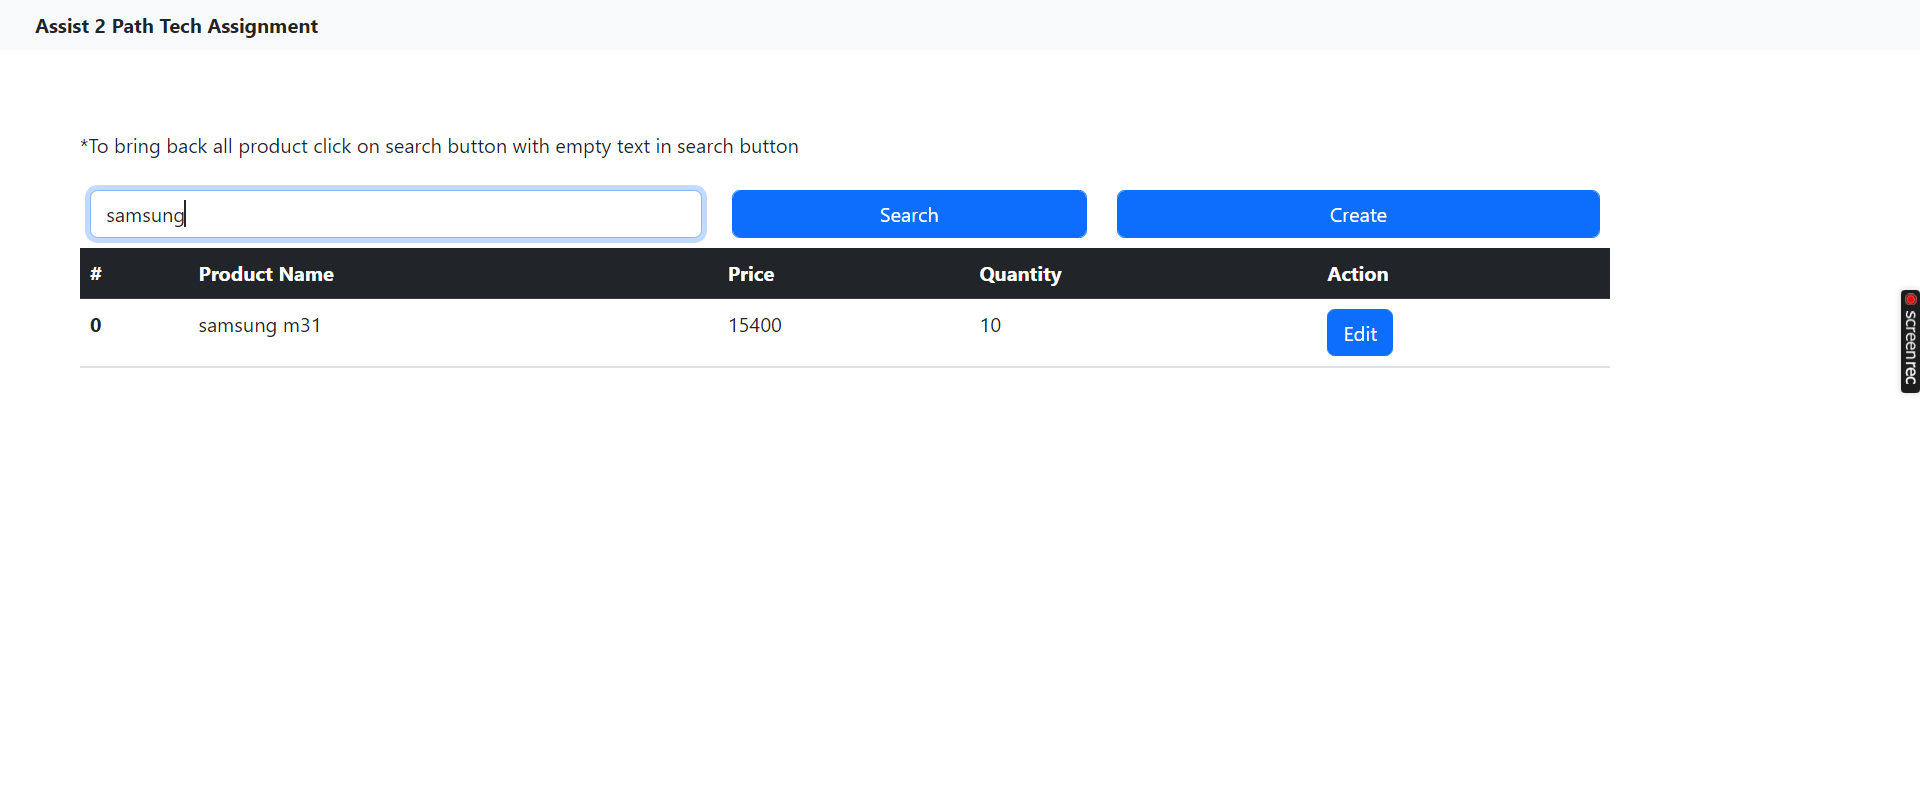 Assist 2 Path Tech Assignment
*To bring back all product click on search button with empty text in search button
samsung Search Create
# Product Name Price Quantity Action
0 samsung m31 15400 10 Edit
screenrec